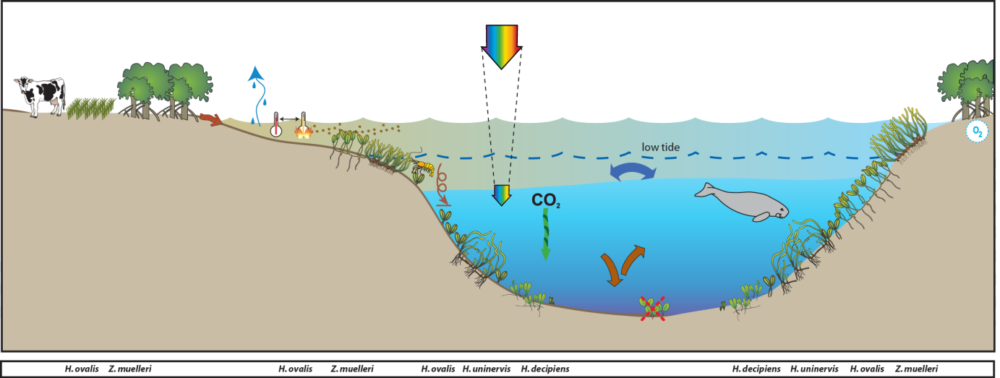 low tide
CO₂
O₂
H. ovalis Z. muelleri H. ovalis Z. muelleri H. ovalis H. uninervis H. decipiens H. decipiens H. uninervis H. ovalis Z. muelleri